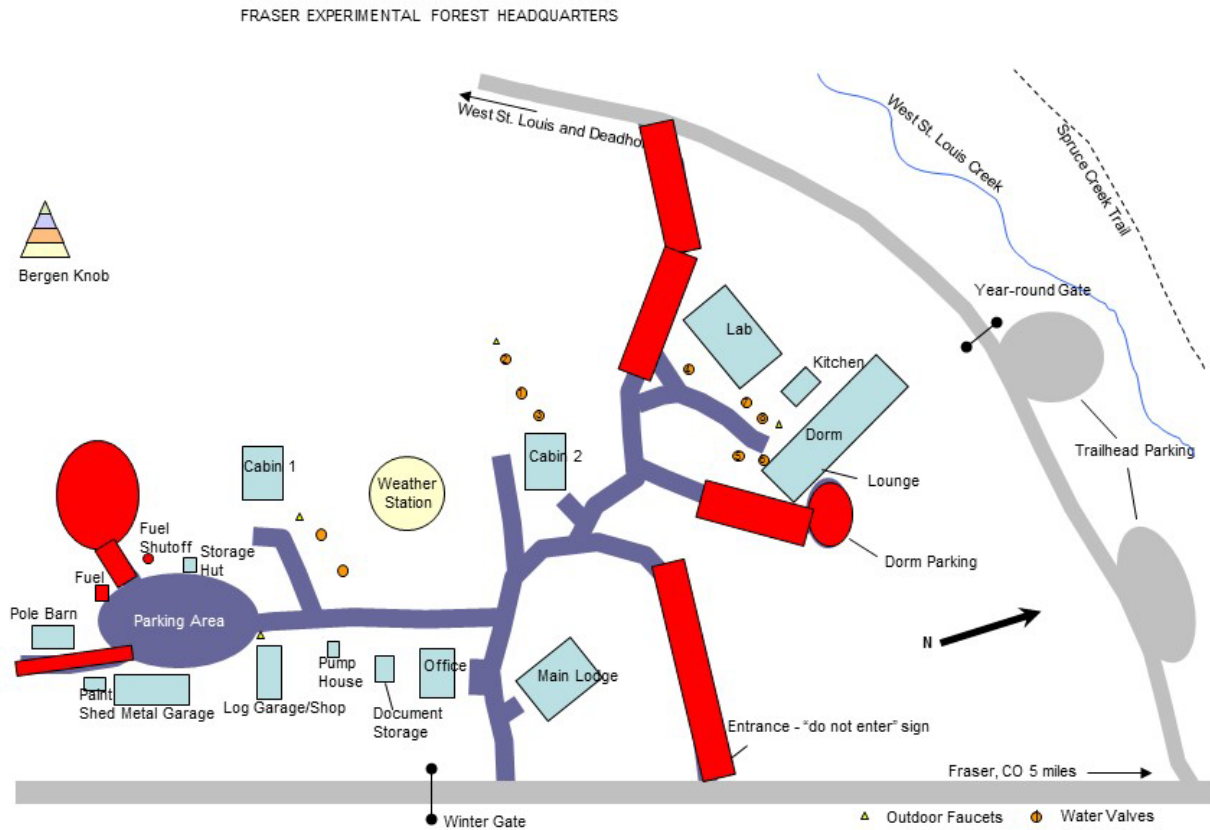 FRASER EXPERIMENTAL FOREST HEADQUARTERS
West St. Louis and
West St. Louis Creek
Spruce Creek Trail
Bergen Knob
Year-round Gate
Lab
Kitchen
Trailhead Parking
Dorm
Lounge
Cabin 1
Cabin 2
Weather
Station
Dorm Parking
Fuel
Shutoff
Storage
Hut
Fuel
Pole Barn
Parking Area
N
Pump
House
Office
Main Lodge
Paint
Shed
Metal Garage
Log Garage/Shop
Document
Storage
Entrance - “do not enter” sign
Fraser, CO 5 miles
Winter Gate
Outdoor Faucets
Water Valves